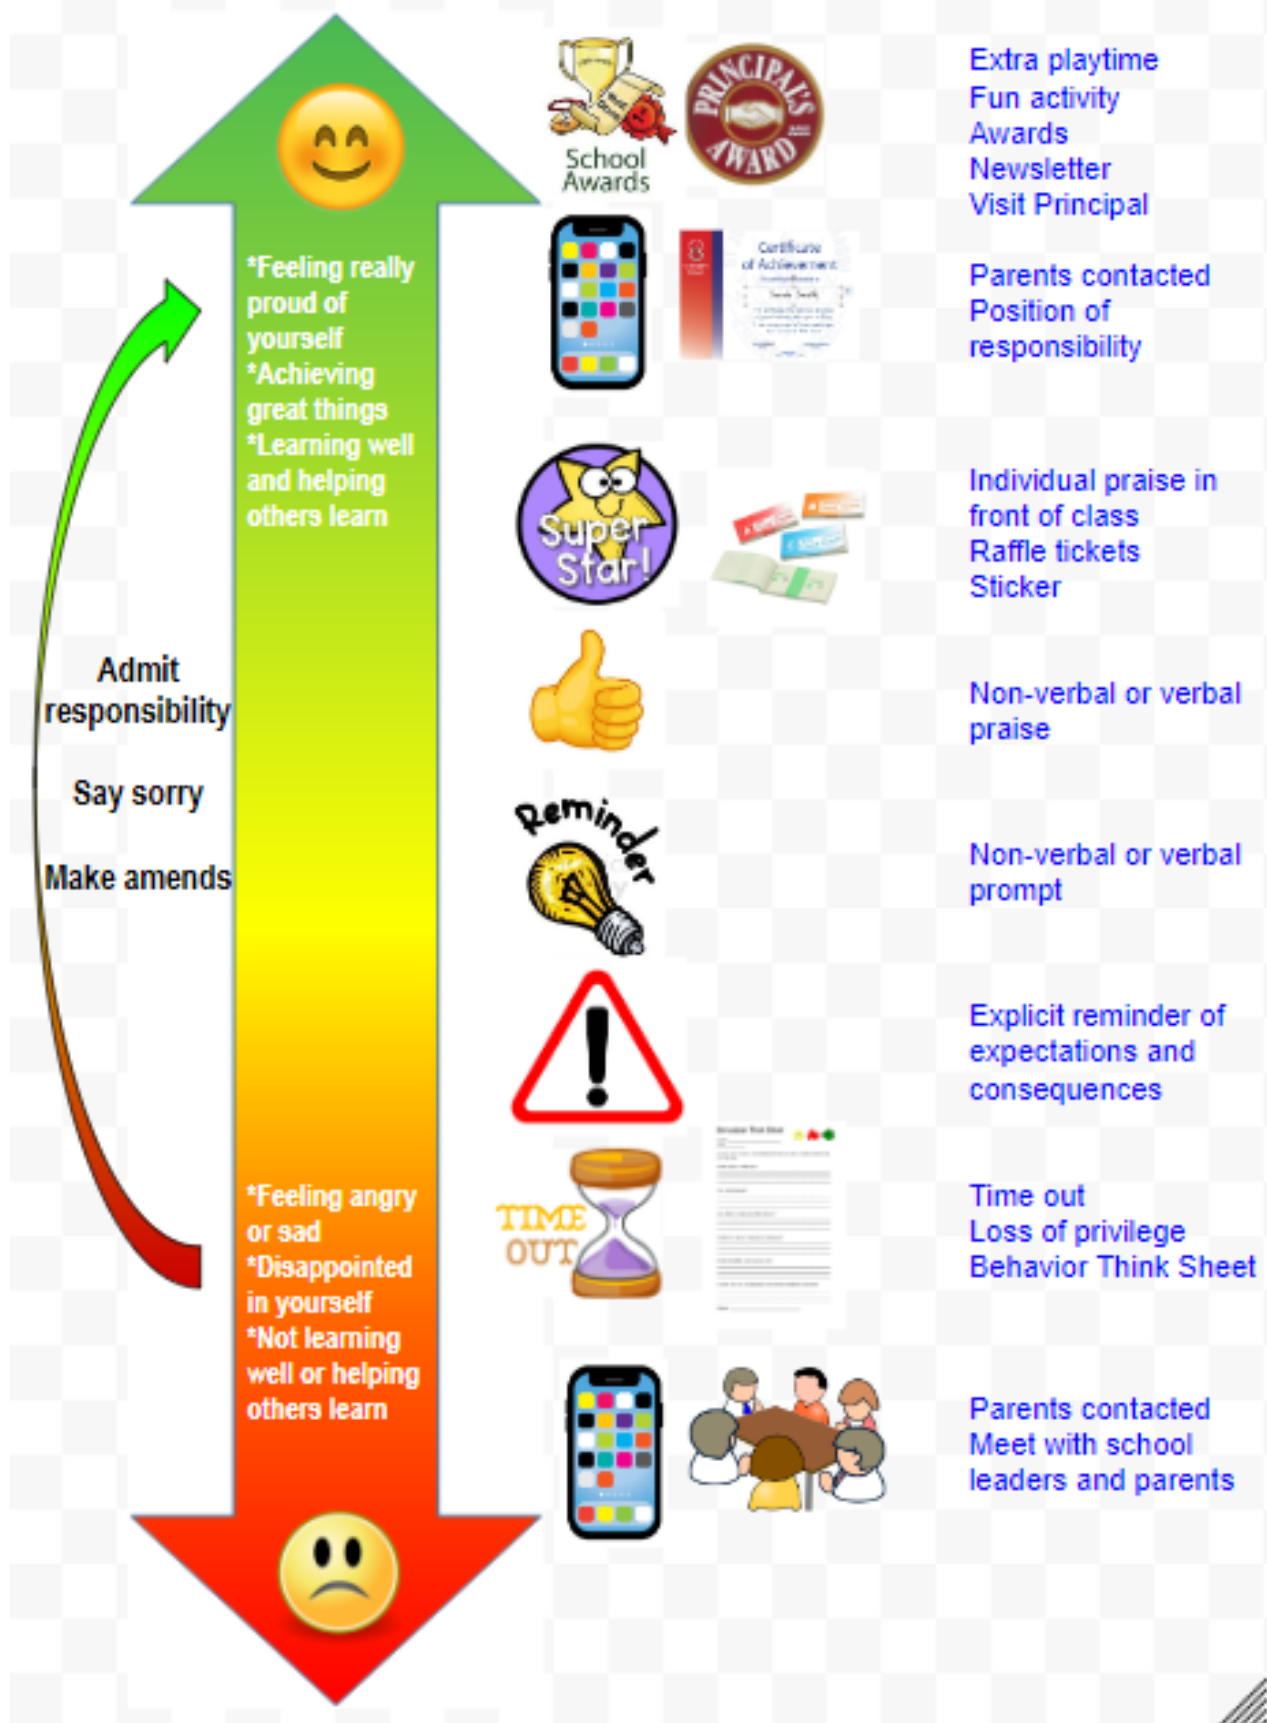 School
Awards
PRINCIPAL'S
AWARD
Extra playtime
Fun activity
Awards
Newsletter
Visit Principal
*Feeling really
proud of
yourself
*Achieving
great things
*Learning well
and helping
others learn
Certificate
of Achievement
Parents contacted
Position of
responsibility
Super
Star!
Individual praise in
front of class
Raffle tickets
Sticker
Admit
responsibility
Say sorry
Make amends
Non-verbal or verbal
praise
Reminder
Non-verbal or verbal
prompt
!
Explicit reminder of
expectations and
consequences
*Feeling angry
or sad
*Disappointed
in yourself
*Not learning
well or helping
others learn
TIME
OUT
Time out
Loss of privilege
Behavior Think Sheet
Parents contacted
Meet with school
leaders and parents